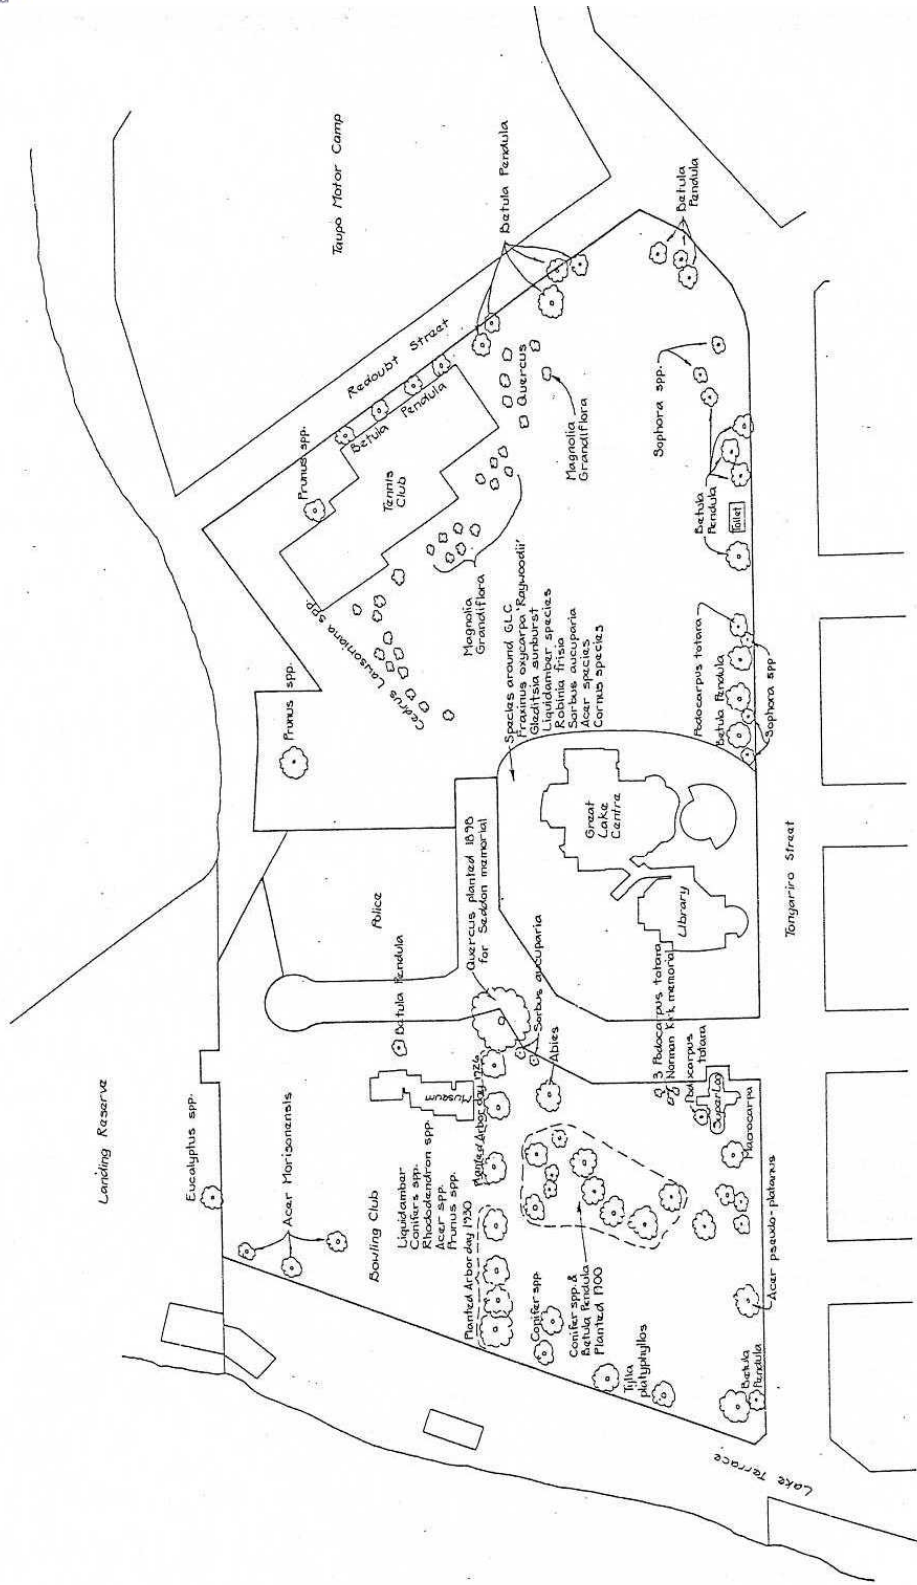 Taupo Motor Camp
Landing Reserve
Redoubt Street
Betula Pendula
Betula
Pendula
Betula Pendula
Prunus spp.
Tennis
Club
Quercus
Magnolia
Grandiflora
Sophora spp.
Betula
Pendula
Toilet
Magnolia
Grandiflora
Cedrus Lawsoniana spp
Prunus spp.
Species around GLC
Fraxinus oxycarpa 'Raywoodii'
Gleditsia sunburst
Liquidamber species
Robinia frisia
Sorbus aucuparia
Acer species
Cornus species
Podocarpus totara
Betula Pendula
Sophora spp
Great
Lake
Centre
Library
Tongariro Street
Police
Quercus planted 1898
for Seddon memorial
Betula Pendula
Sorbus aucuparia
Abies
3 Podocarpus totara
Norman Kirk memorial
Podocarpus
totara
SuperLoo
Macrocarpa
Museum
Planted Arbor day 1926
Eucalyptus spp.
Acer Morisonensis
Bowling Club
Liquidamber
Conifers spp.
Rhododendron spp.
Acer spp.
Prunus spp.
Planted Arbor day 1930
Conifer spp.
Conifer spp. &
Betula Pendula
Planted 1900
Tilia
platyphyllos
Acer pseudo-platanus
Betula
Pendula
Lake Terrace